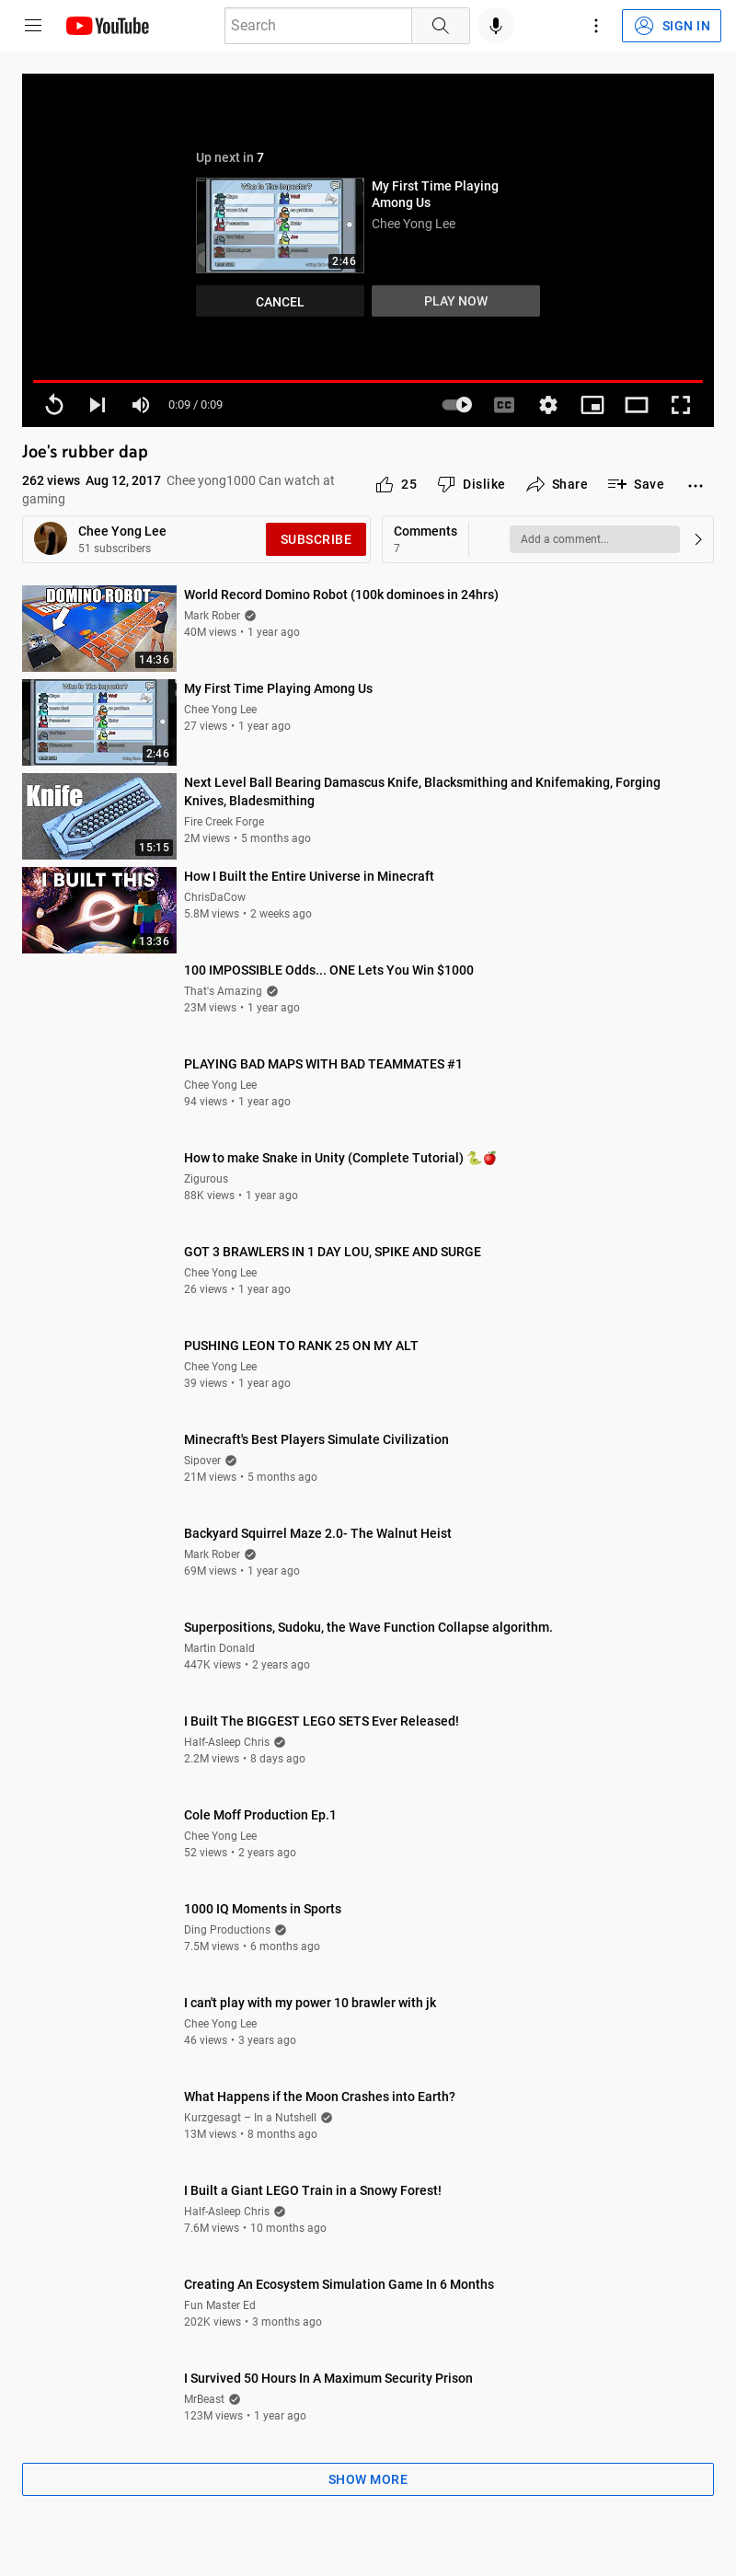 YouTube
Search
SIGN IN
Up next in 7
Who Is The Impostor?
2:46
My First Time Playing
Among Us
Chee Yong Lee
CANCEL
PLAY NOW
0:09 / 0:09
CC
Joe's rubber dap
262 views Aug 12, 2017 Chee yong1000 Can watch at
gaming
25
Dislike
Share
Save
Chee Yong Lee
51 subscribers
SUBSCRIBE
Comments
7
Add a comment...
DOMINO ROBOT
14:36
World Record Domino Robot (100k dominoes in 24hrs)
Mark Rober
40M views • 1 year ago
Who Is The Impostor?
2:46
My First Time Playing Among Us
Chee Yong Lee
27 views • 1 year ago
Knife
15:15
Next Level Ball Bearing Damascus Knife, Blacksmithing and Knifemaking, Forging
Knives, Bladesmithing
Fire Creek Forge
2M views • 5 months ago
I BUILT THIS
13:36
How I Built the Entire Universe in Minecraft
ChrisDaCow
5.8M views • 2 weeks ago
100 IMPOSSIBLE Odds... ONE Lets You Win $1000
That's Amazing
23M views • 1 year ago
PLAYING BAD MAPS WITH BAD TEAMMATES #1
Chee Yong Lee
94 views • 1 year ago
How to make Snake in Unity (Complete Tutorial) 🐍🍎
Zigurous
88K views • 1 year ago
GOT 3 BRAWLERS IN 1 DAY LOU, SPIKE AND SURGE
Chee Yong Lee
26 views • 1 year ago
PUSHING LEON TO RANK 25 ON MY ALT
Chee Yong Lee
39 views • 1 year ago
Minecraft's Best Players Simulate Civilization
Sipover
21M views • 5 months ago
Backyard Squirrel Maze 2.0- The Walnut Heist
Mark Rober
69M views • 1 year ago
Superpositions, Sudoku, the Wave Function Collapse algorithm.
Martin Donald
447K views • 2 years ago
I Built The BIGGEST LEGO SETS Ever Released!
Half-Asleep Chris
2.2M views • 8 days ago
Cole Moff Production Ep.1
Chee Yong Lee
52 views • 2 years ago
1000 IQ Moments in Sports
Ding Productions
7.5M views • 6 months ago
I can't play with my power 10 brawler with jk
Chee Yong Lee
46 views • 3 years ago
What Happens if the Moon Crashes into Earth?
Kurzgesagt – In a Nutshell
13M views • 8 months ago
I Built a Giant LEGO Train in a Snowy Forest!
Half-Asleep Chris
7.6M views • 10 months ago
Creating An Ecosystem Simulation Game In 6 Months
Fun Master Ed
202K views • 3 months ago
I Survived 50 Hours In A Maximum Security Prison
MrBeast
123M views • 1 year ago
SHOW MORE